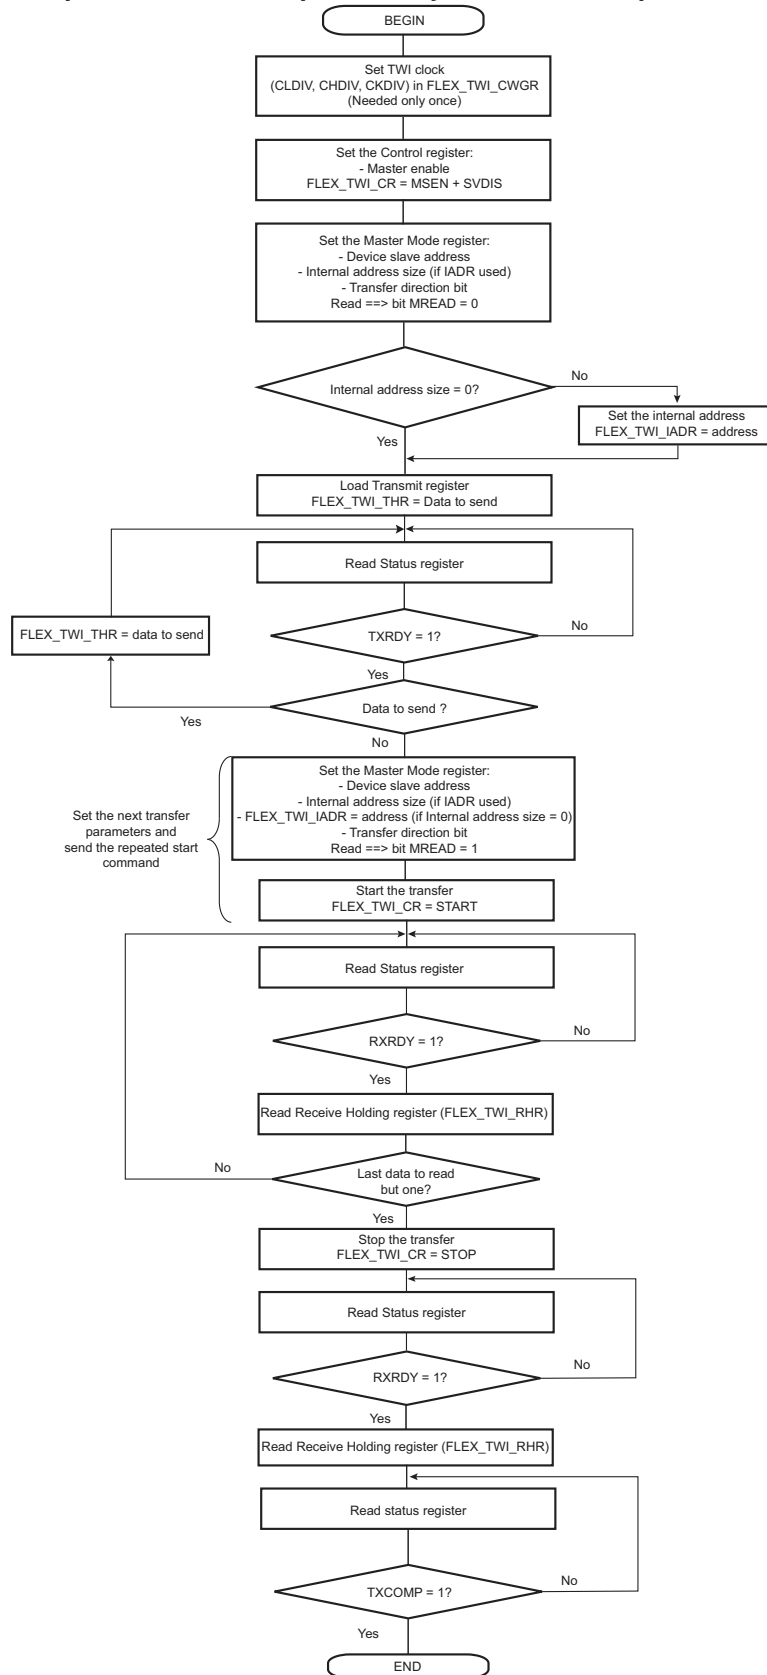 BEGIN
Set TWI clock
(CLDIV, CHDIV, CKDIV) in FLEX_TWI_CWGR
(Needed only once)
Set the Control register:
- Master enable
FLEX_TWI_CR = MSEN + SVDIS
Set the Master Mode register:
- Device slave address
- Internal address size (if IADR used)
- Transfer direction bit
Read ==> bit MREAD = 0
Internal address size = 0?
No
Set the internal address
FLEX_TWI_IADR = address
Yes
Load Transmit register
FLEX_TWI_THR = Data to send
Read Status register
FLEX_TWI_THR = data to send
TXRDY = 1?
No
Yes
Data to send ?
Yes
No
Set the Master Mode register:
- Device slave address
- Internal address size (if IADR used)
- FLEX_TWI_IADR = address (if Internal address size = 0)
- Transfer direction bit
Read ==> bit MREAD = 1
Set the next transfer
parameters and
send the repeated start
command
Start the transfer
FLEX_TWI_CR = START
Read Status register
RXRDY = 1?
No
Yes
Read Receive Holding register (FLEX_TWI_RHR)
No
Last data to read
but one?
Yes
Stop the transfer
FLEX_TWI_CR = STOP
Read Status register
RXRDY = 1?
No
Yes
Read Receive Holding register (FLEX_TWI_RHR)
Read status register
TXCOMP = 1?
No
Yes
END